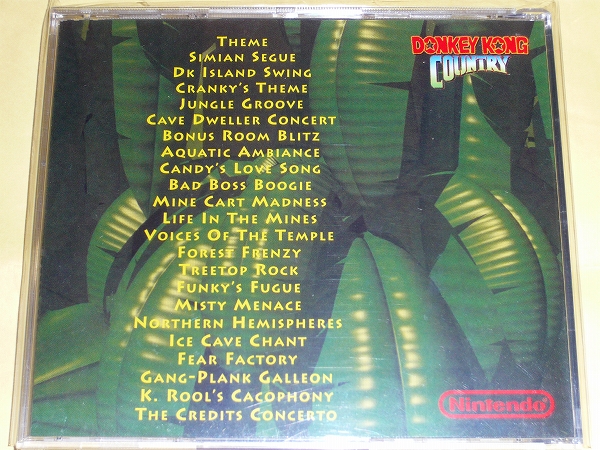 Theme
Simian Segue
DK Island Swing
Cranky's Theme
Jungle Groove
Cave Dweller Concert
Bonus Room Blitz
Aquatic Ambiance
Candy's Love Song
Bad Boss Boogie
Mine Cart Madness
Life In The Mines
Voices Of The Temple
Forest Frenzy
Treetop Rock
Funky's Fugue
Misty Menace
Northern Hemispheres
Ice Cave Chant
Fear Factory
Gang-Plank Galleon
K. Rool's Cacophony
The Credits Concerto
DONKEY KONG
COUNTRY
Nintendo